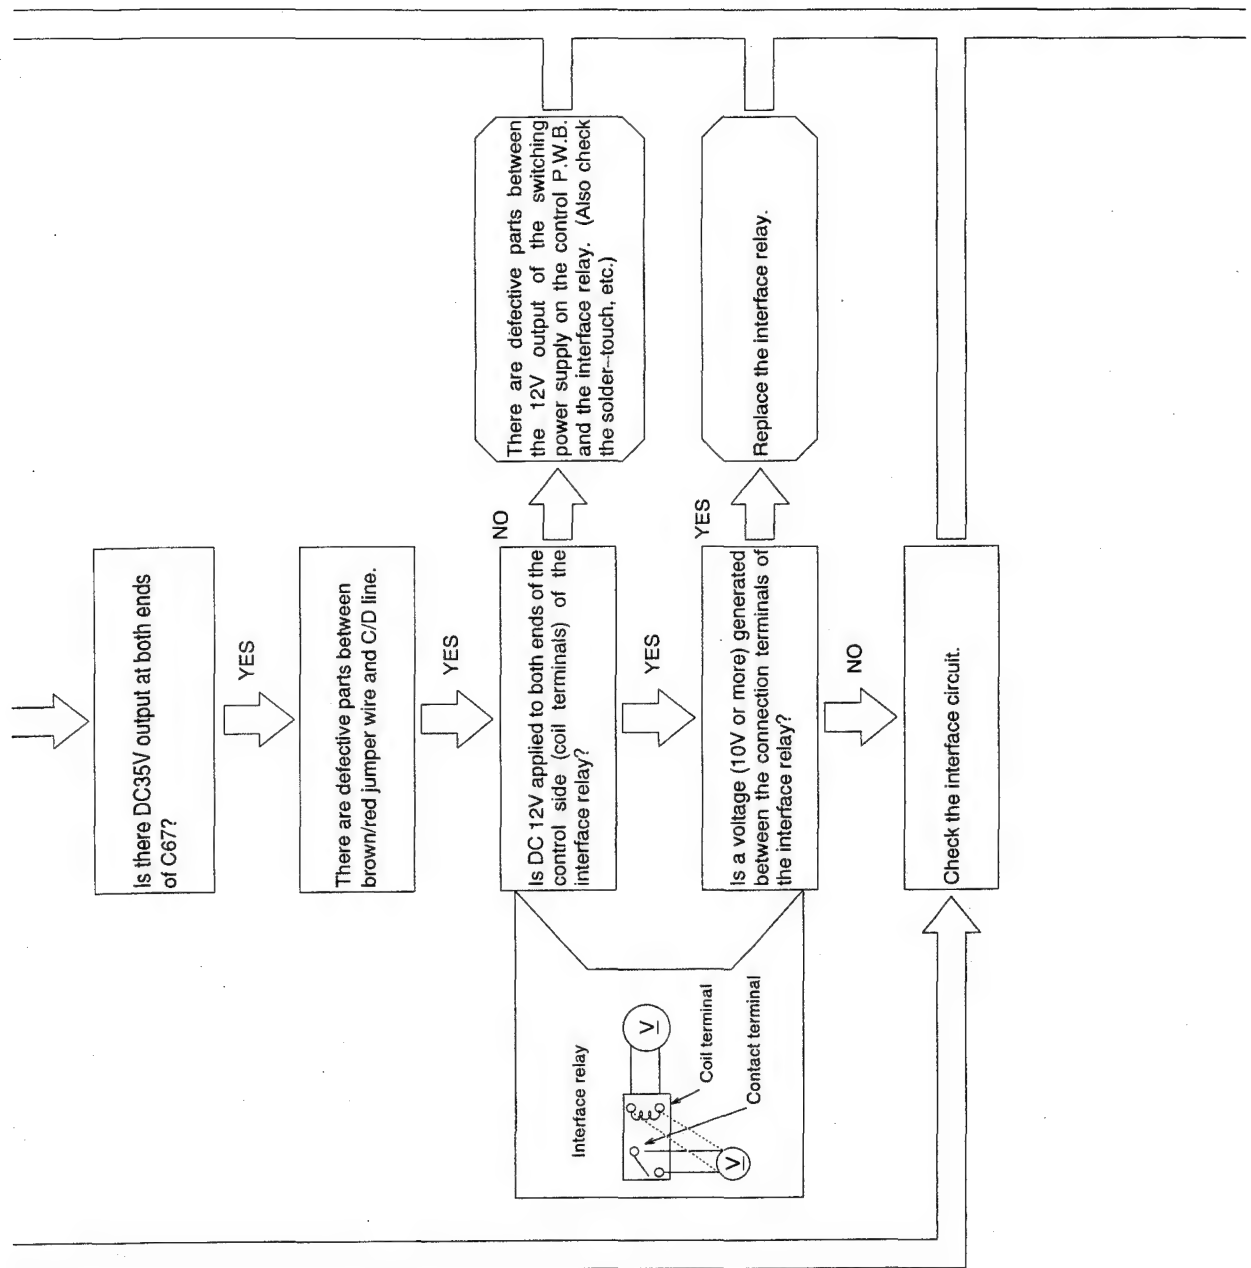 Is there DC35V output at both ends
of C67?
YES
There are defective parts between
brown/red jumper wire and C/D line.
YES
Is DC 12V applied to both ends of the
control side (coil terminals) of the
interface relay?
NO
There are defective parts between
the 12V output of the switching
power supply on the control P.W.B.
and the interface relay. (Also check
the solder--touch, etc.)
YES
Is a voltage (10V or more) generated
between the connection terminals of
the interface relay?
YES
Replace the interface relay.
NO
Check the interface circuit.
Interface relay
V
Coil terminal
Contact terminal
V